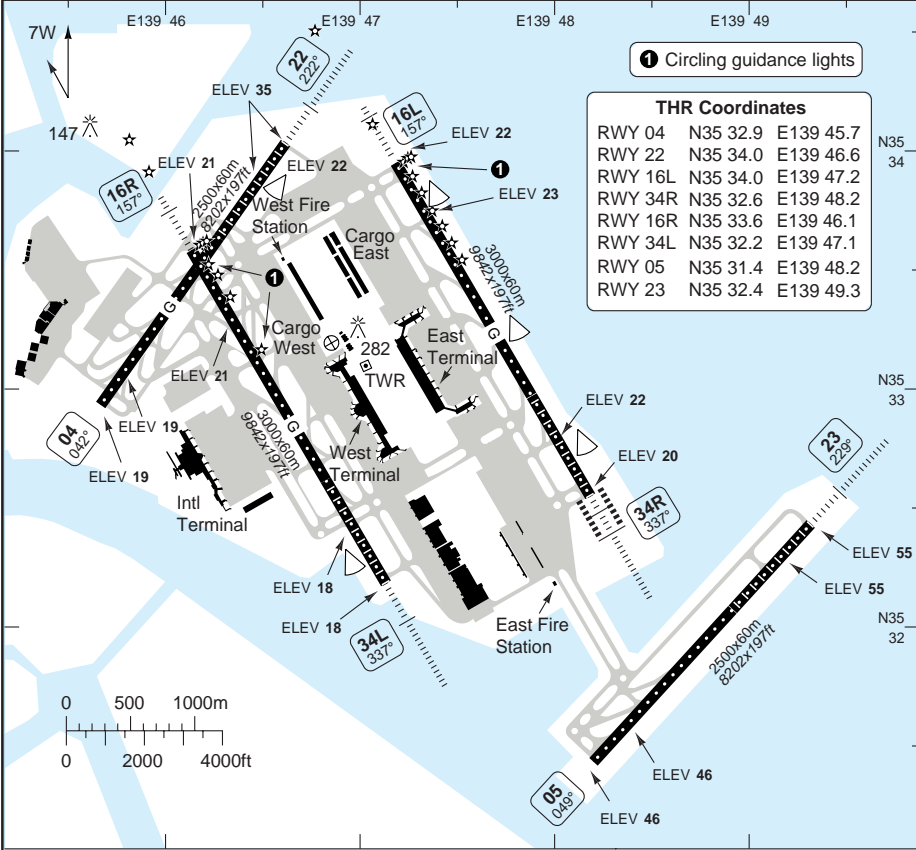 E139 46
E139 47
E139 48
E139 49
7W
22
222°
❶ Circling guidance lights
ELEV 35
16L
157°
THR Coordinates
RWY 04 N35 32.9 E139 45.7
RWY 22 N35 34.0 E139 46.6
RWY 16L N35 34.0 E139 47.2
RWY 34R N35 32.6 E139 48.2
RWY 16R N35 33.6 E139 46.1
RWY 34L N35 32.2 E139 47.1
RWY 05 N35 31.4 E139 48.2
RWY 23 N35 32.4 E139 49.3
147
ELEV 22
N35
34
ELEV 21
ELEV 22
❶
16R
157°
2500x60m
8202x197ft
West Fire
Station
ELEV 23
Cargo
East
3000x60m
9842x197ft
❶
G
Cargo
West
282
TWR
East
Terminal
G
ELEV 21
N35
33
ELEV 22
04
042°
ELEV 19
ELEV 19
3000x60m
9842x197ft
G
West
Terminal
ELEV 20
23
229°
Intl
Terminal
34R
337°
ELEV 55
ELEV 55
ELEV 18
ELEV 18
34L
337°
East Fire
Station
N35
32
2500x60m
8202x197ft
0 500 1000m
0 2000 4000ft
ELEV 46
05
049°
ELEV 46